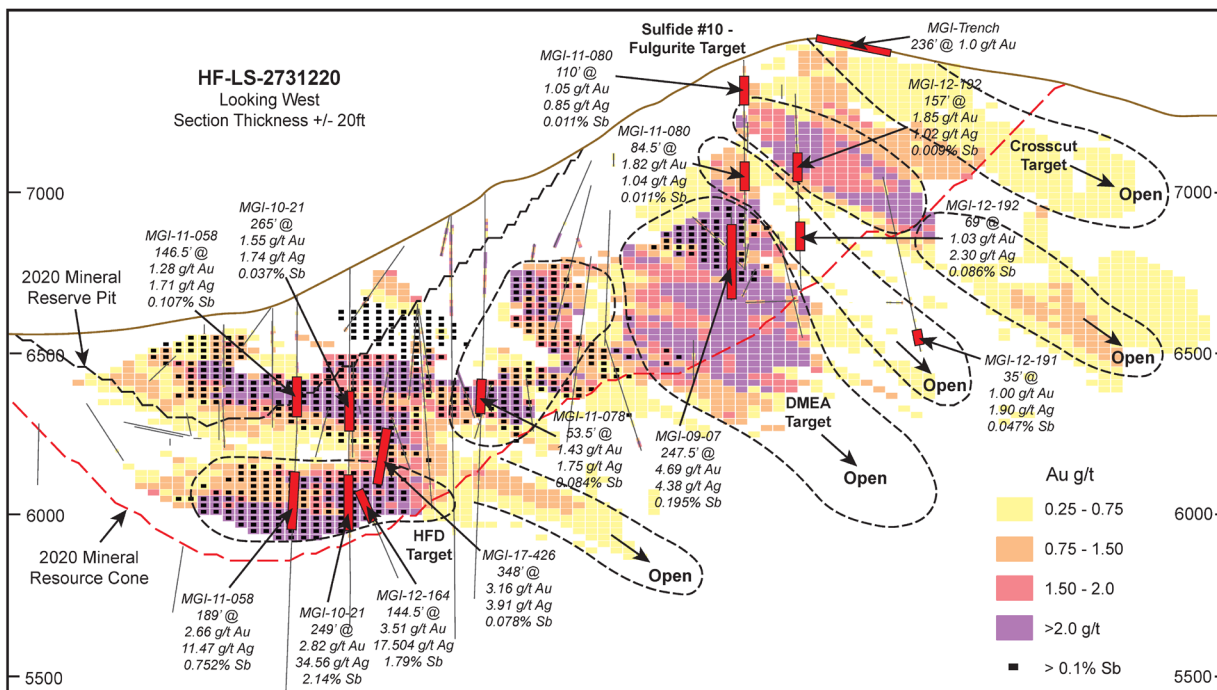 HF-LS-2731220
Looking West
Section Thickness +/- 20ft
Sulfide #10 -
Fulgurite Target
MGI-Trench
236' @ 1.0 g/t Au
MGI-11-080
110' @
1.05 g/t Au
0.85 g/t Ag
0.011% Sb
MGI-12-192
157' @
1.85 g/t Au
1.02 g/t Ag
0.009% Sb
MGI-11-080
84.5' @
1.82 g/t Au
1.04 g/t Ag
0.011% Sb
Crosscut
Target
Open
7000
7000
MGI-10-21
265' @
1.55 g/t Au
1.74 g/t Ag
0.037% Sb
MGI-12-192
69' @
1.03 g/t Au
2.30 g/t Ag
0.086% Sb
MGI-11-058
146.5' @
1.28 g/t Au
1.71 g/t Ag
0.107% Sb
2020 Mineral
Reserve Pit
6500
6500
Open
Open
MGI-12-191
35' @
1.00 g/t Au
1.90 g/t Ag
0.047% Sb
DMEA
Target
Open
MGI-11-078
53.5' @
1.43 g/t Au
1.75 g/t Ag
0.084% Sb
MGI-09-07
247.5' @
4.69 g/t Au
4.38 g/t Ag
0.195% Sb
6000
6000
HFD
Target
Open
2020 Mineral
Resource Cone
MGI-17-426
348' @
3.16 g/t Au
3.91 g/t Ag
0.078% Sb
MGI-11-058
189' @
2.66 g/t Au
11.47 g/t Ag
0.752% Sb
MGI-10-21
249' @
2.82 g/t Au
34.56 g/t Ag
2.14% Sb
MGI-12-164
144.5' @
3.51 g/t Au
17.504 g/t Ag
1.79% Sb
Au g/t
0.25 - 0.75
0.75 - 1.50
1.50 - 2.0
>2.0 g/t
> 0.1% Sb
5500
5500